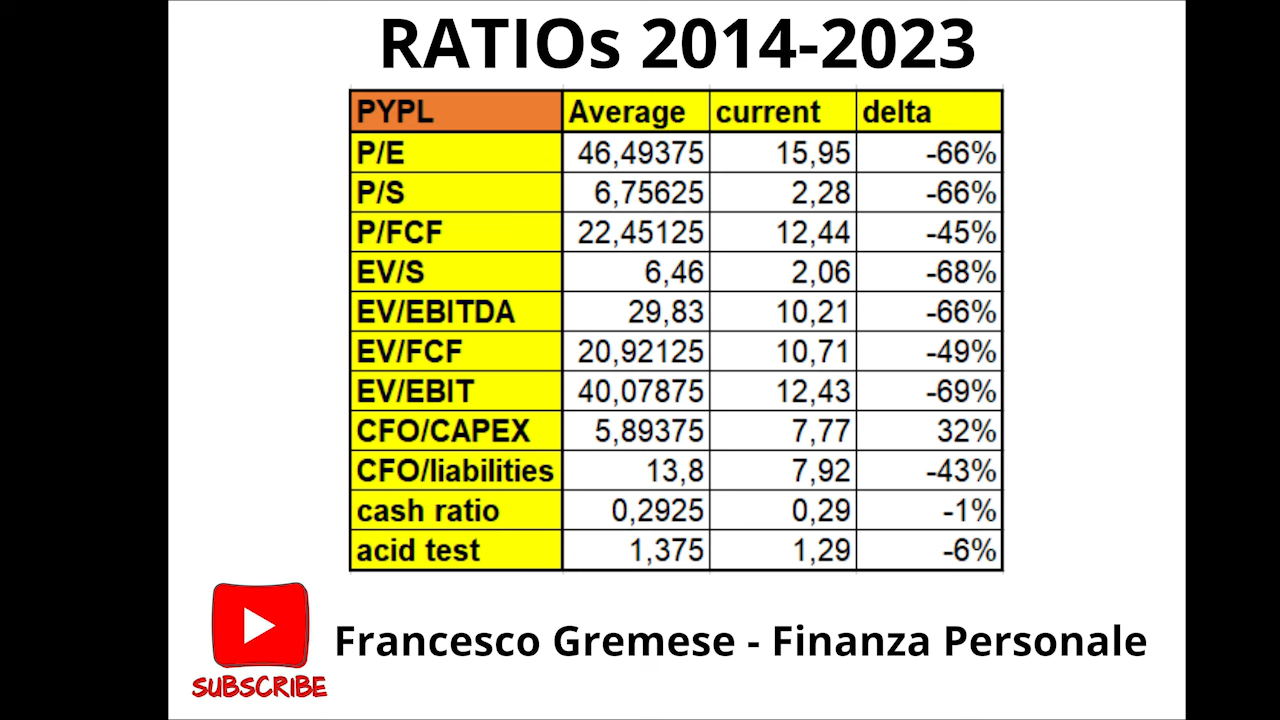 RATIOs 2014-2023
PYPL Average current delta
P/E 46,49375 15,95 -66%
P/S 6,75625 2,28 -66%
P/FCF 22,45125 12,44 -45%
EV/S 6,46 2,06 -68%
EV/EBITDA 29,83 10,21 -66%
EV/FCF 20,92125 10,71 -49%
EV/EBIT 40,07875 12,43 -69%
CFO/CAPEX 5,89375 7,77 32%
CFO/liabilities 13,8 7,92 -43%
cash ratio 0,2925 0,29 -1%
acid test 1,375 1,29 -6%
Francesco Gremese - Finanza Personale
SUBSCRIBE